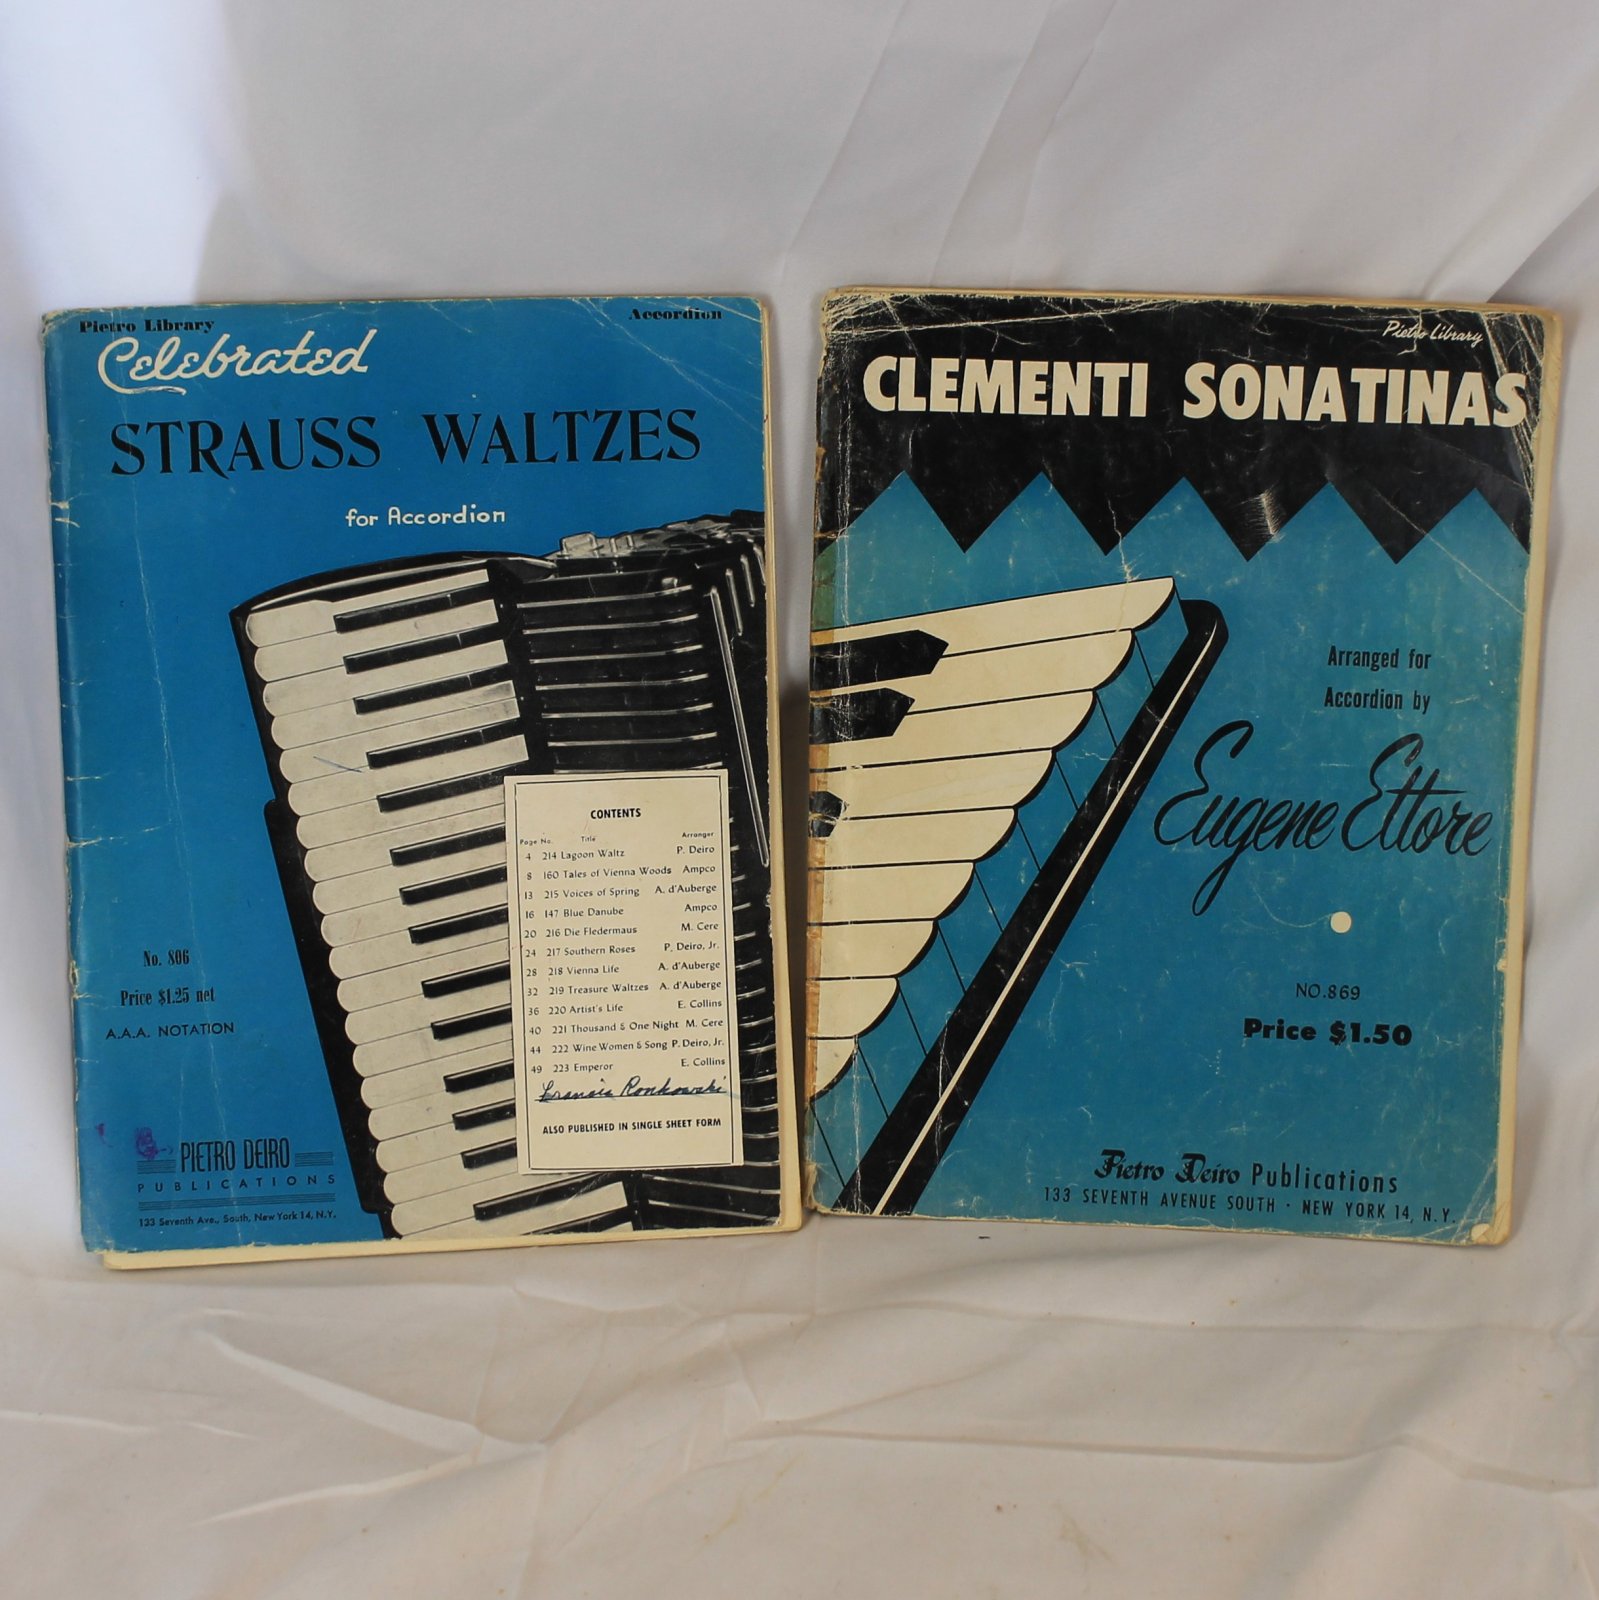 Pietro Library Accordion
Celebrated
STRAUSS WALTZES
for Accordion
CONTENTS
Page No. Title Arranger
4 214 Lagoon Waltz P. Deiro
8 160 Tales of Vienna Woods Ampco
13 215 Voices of Spring A. d'Auberge
16 147 Blue Danube Ampco
20 216 Die Fledermaus M. Cere
24 217 Southern Roses P. Deiro, Jr.
28 218 Vienna Life A. d'Auberge
32 219 Treasure Waltzes A. d'Auberge
36 220 Artist's Life E. Collins
40 221 Thousand & One Night M. Cere
44 222 Wine Women & Song P. Deiro, Jr.
49 223 Emperor E. Collins
Francis Ronkowski
ALSO PUBLISHED IN SINGLE SHEET FORM
No. 806
Price $1.25 net
A.A.A. NOTATION
PIETRO DEIRO
PUBLICATIONS
133 Seventh Ave., South, New York 14, N.Y.
Pietro Library
CLEMENTI SONATINAS
Arranged for
Accordion by
Eugene Ettore
NO.869
Price $1.50
Pietro Deiro Publications
133 SEVENTH AVENUE SOUTH · NEW YORK 14, N.Y.